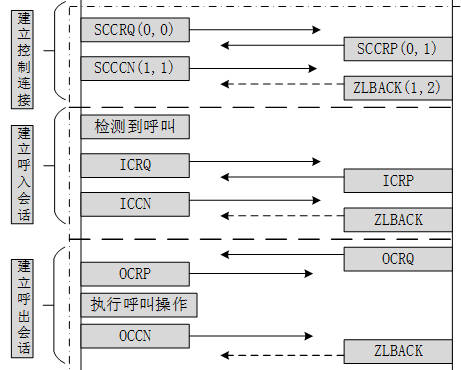 建立控制连接
SCCRQ(0,0)
SCCRP(0,1)
SCCCN(1,1)
ZLBACK(1,2)
建立呼入会话
检测到呼叫
ICRQ
ICRP
ICCN
ZLBACK
建立呼出会话
OCRQ
OCRP
执行呼叫操作
OCCN
ZLBACK